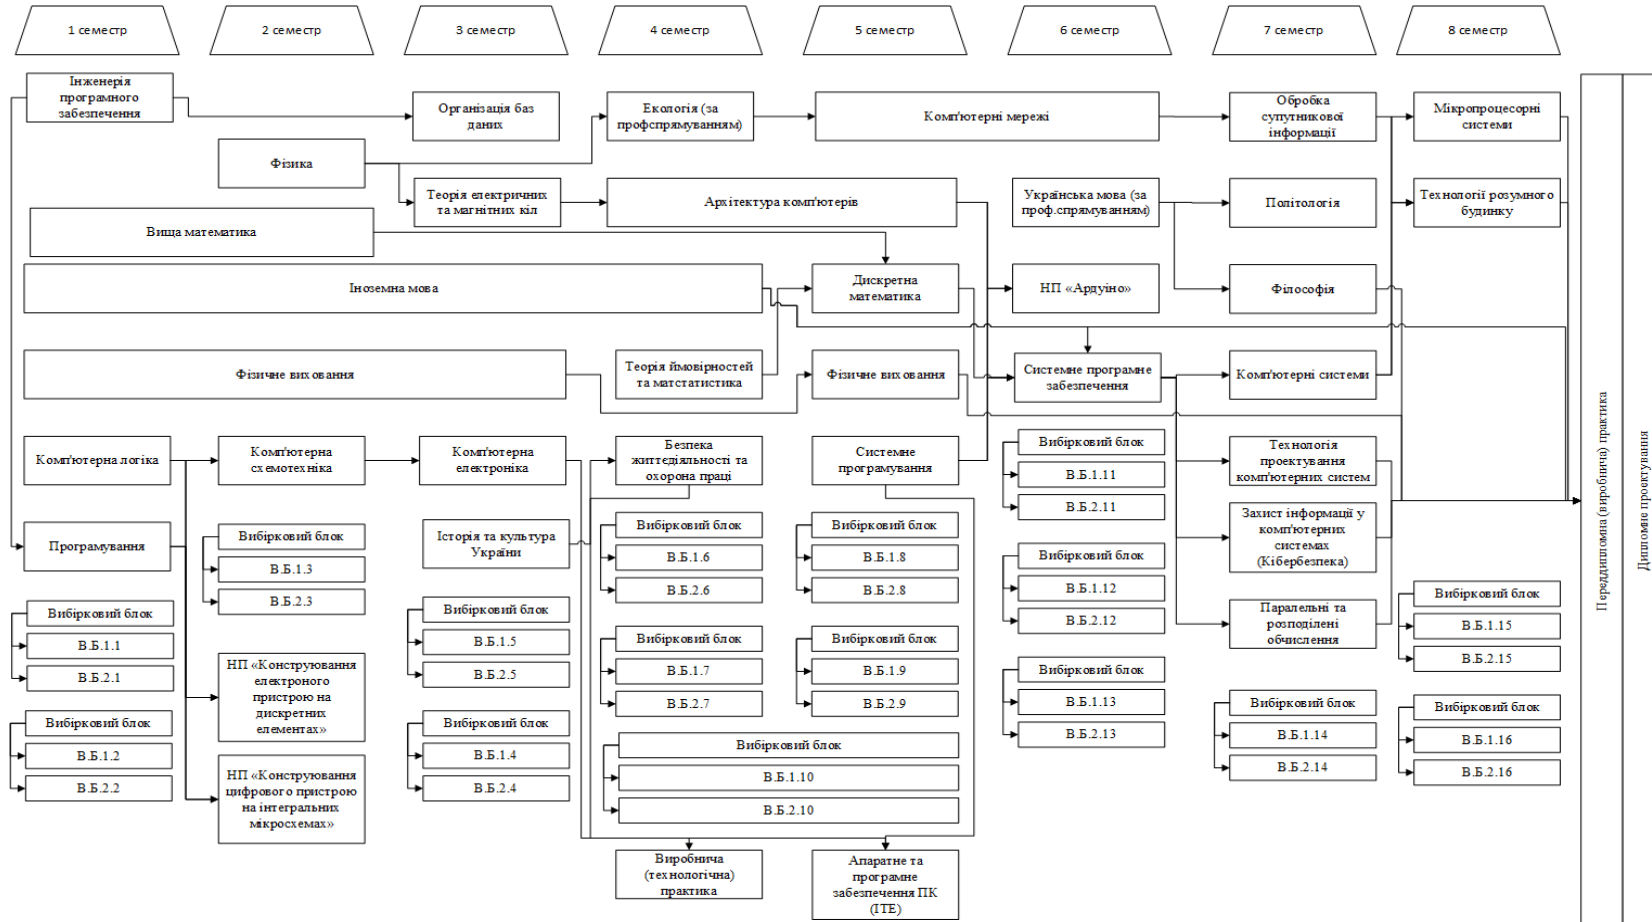 1 семестр
2 семестр
3 семестр
4 семестр
5 семестр
6 семестр
7 семестр
8 семестр
Інженерія
програмного
забезпечення
Організація баз
даних
Екологія (за
профспрямуванням)
Комп'ютерні мережі
Обробка
супутникової
інформації
Мікропроцесорні
системи
Фізика
Теорія електричних
та магнітних кіл
Архітектура комп'ютерів
Українська мова (за
проф.спрямуванням)
Політологія
Технології розумного
будинку
Вища математика
Іноземна мова
Дискретна
математика
НП «Ардуіно»
Філософія
Фізичне виховання
Теорія ймовірностей
та матстатистика
Фізичне виховання
Системне програмне
забезпечення
Комп'ютерні системи
Комп'ютерна логіка
Комп'ютерна
схемотехніка
Комп'ютерна
електроніка
Безпека
життєдіяльності та
охорона праці
Системне
програмування
Вибірковий блок
В.Б.1.11
В.Б.2.11
Технологія
проектування
комп'ютерних систем
Програмування
Вибірковий блок
В.Б.1.3
В.Б.2.3
Історія та культура
України
Вибірковий блок
В.Б.1.6
В.Б.2.6
Вибірковий блок
В.Б.1.8
В.Б.2.8
Вибірковий блок
В.Б.1.12
В.Б.2.12
Захист інформації у
комп'ютерних
системах
(Кібербезпека)
Вибірковий блок
В.Б.1.1
В.Б.2.1
НП «Конструювання
електроного
пристрою на
дискретних
елементах»
Вибірковий блок
В.Б.1.5
В.Б.2.5
Вибірковий блок
В.Б.1.7
В.Б.2.7
Вибірковий блок
В.Б.1.9
В.Б.2.9
Вибірковий блок
В.Б.1.13
В.Б.2.13
Паралельні та
розподілені
обчислення
Вибірковий блок
В.Б.1.15
В.Б.2.15
Вибірковий блок
В.Б.1.2
В.Б.2.2
НП «Конструювання
цифрового пристрою
на інтегральних
мікросхемах»
Вибірковий блок
В.Б.1.4
В.Б.2.4
Вибірковий блок
В.Б.1.10
В.Б.2.10
Вибірковий блок
В.Б.1.14
В.Б.2.14
Вибірковий блок
В.Б.1.16
В.Б.2.16
Виробнича
(технологічна)
практика
Апаратне та
програмне
забезпечення ПК
(ITE)
Переддипломна (виробнича) практика
Дипломне проектування